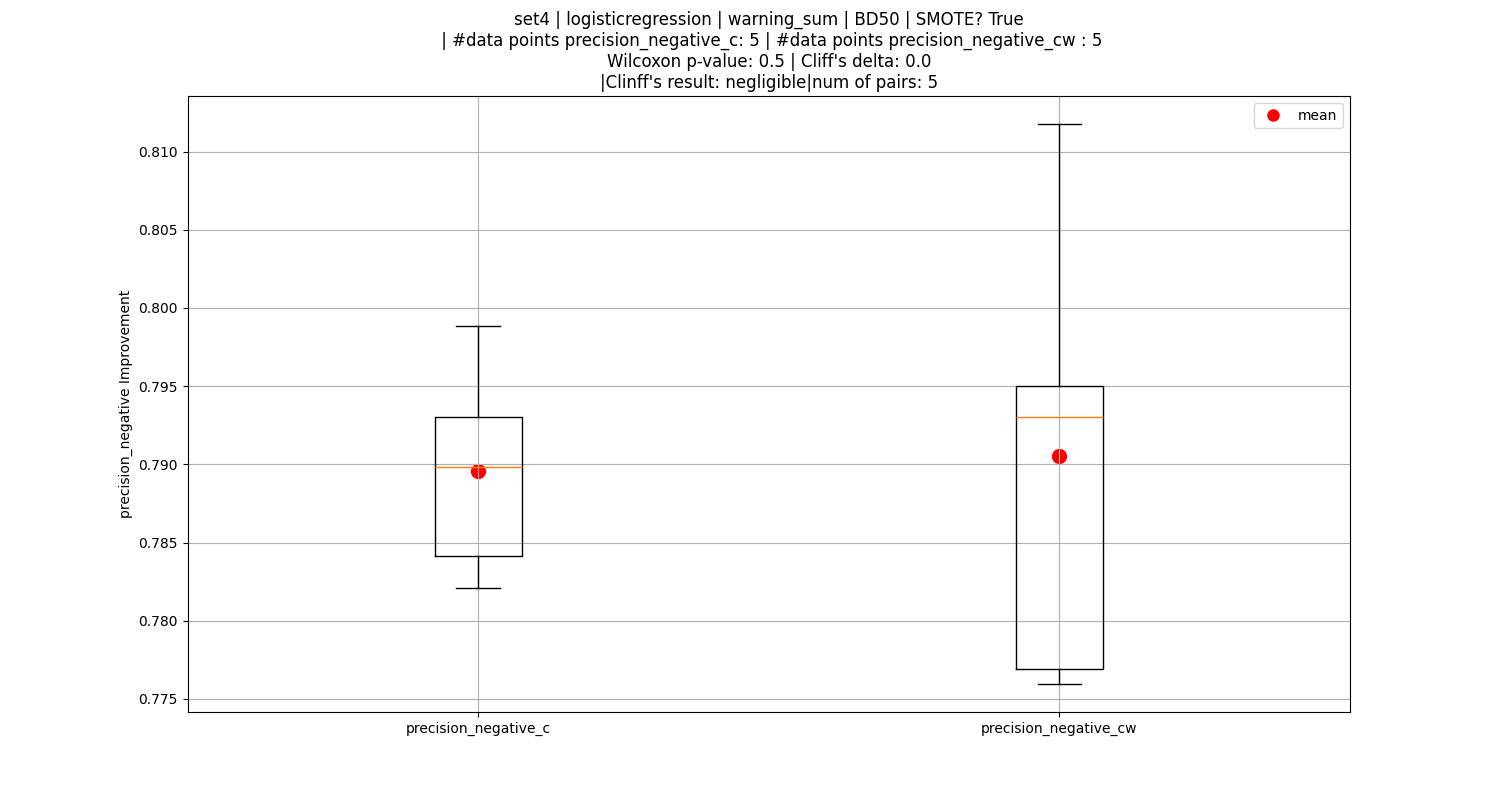 set4 | logisticregression | warning_sum | BD50 | SMOTE? True
| #data points precision_negative_c: 5 | #data points precision_negative_cw : 5
Wilcoxon p-value: 0.5 | Cliff's delta: 0.0
|Clinff's result: negligible|num of pairs: 5
mean
0.810
0.805
0.800
0.795
0.790
0.785
0.780
0.775
precision_negative Improvement
precision_negative_c
precision_negative_cw